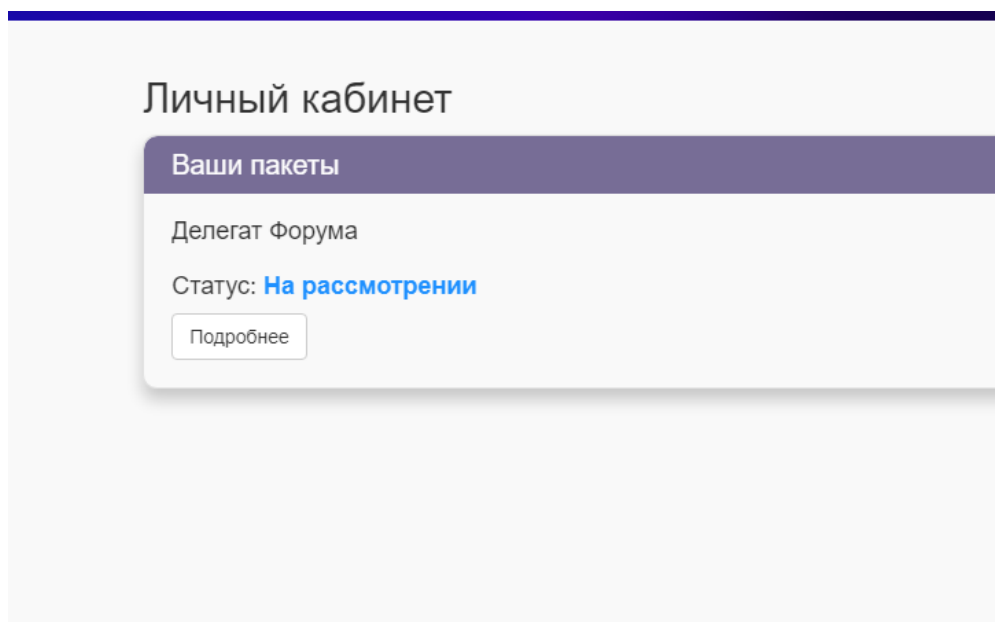 Личный кабинет
Ваши пакеты
Делегат Форума
Статус: На рассмотрении
Подробнее